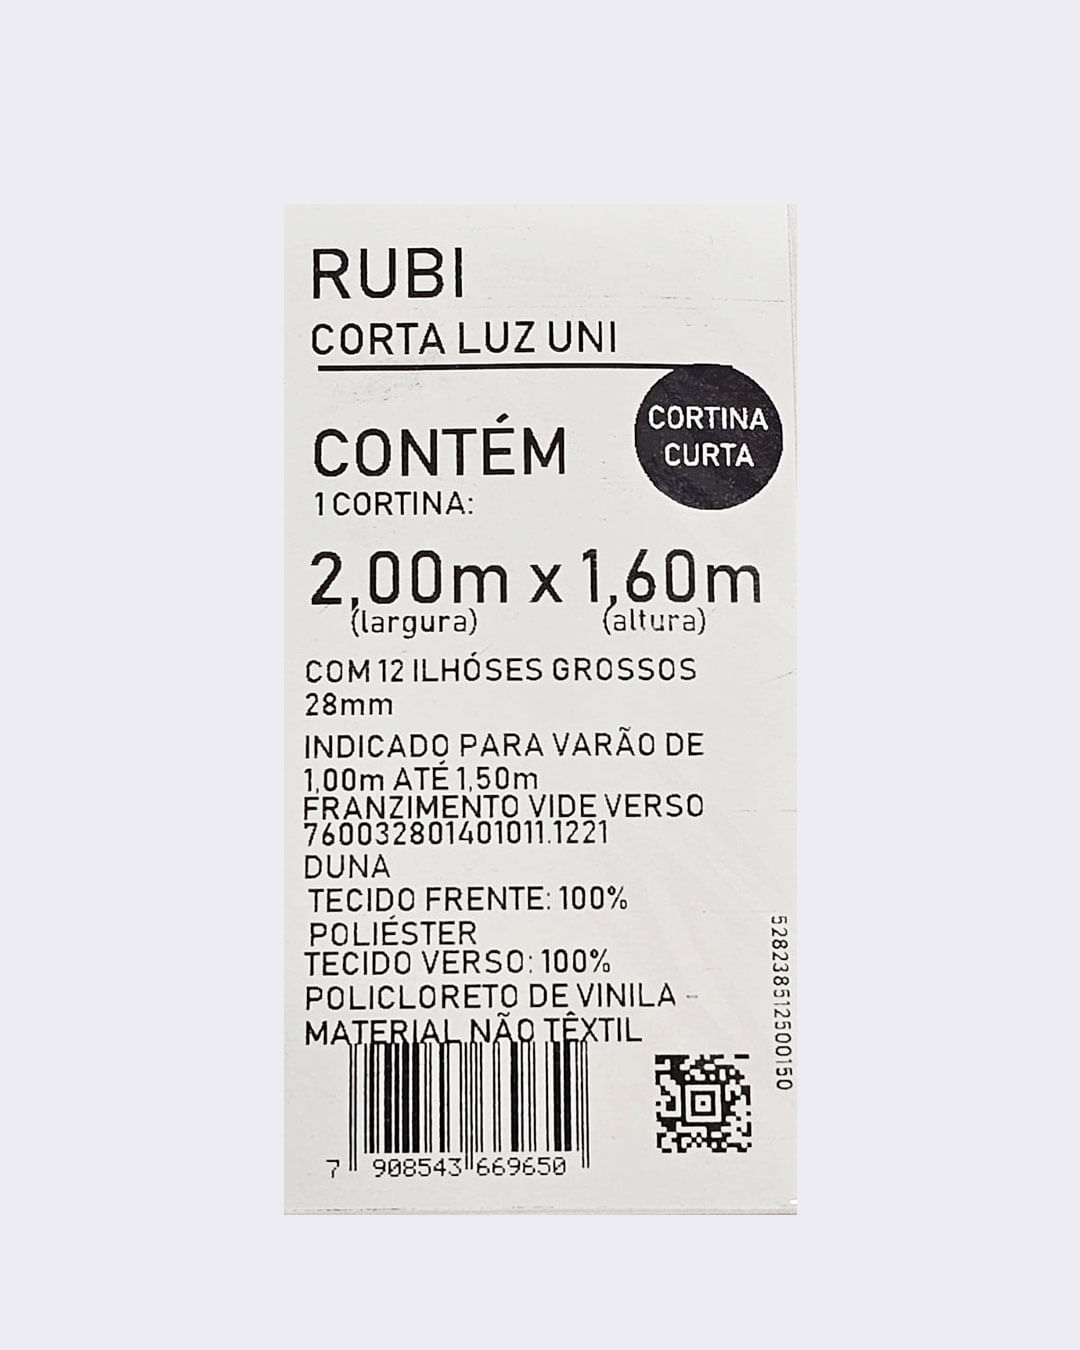 RUBI
CORTA LUZ UNI
CORTINA
CURTA
CONTÉM
1 CORTINA:
2,00m x 1,60m
(largura) (altura)
COM 12 ILHÓSES GROSSOS
28mm
INDICADO PARA VARÃO DE
1,00m ATÉ 1,50m
FRANZIMENTO VIDE VERSO
760032801401011.1221
DUNA
TECIDO FRENTE: 100%
POLIÉSTER
TECIDO VERSO: 100%
POLICLORETO DE VINILA -
MATERIAL NÃO TÊXTIL
7 908543 669650
528238512500150